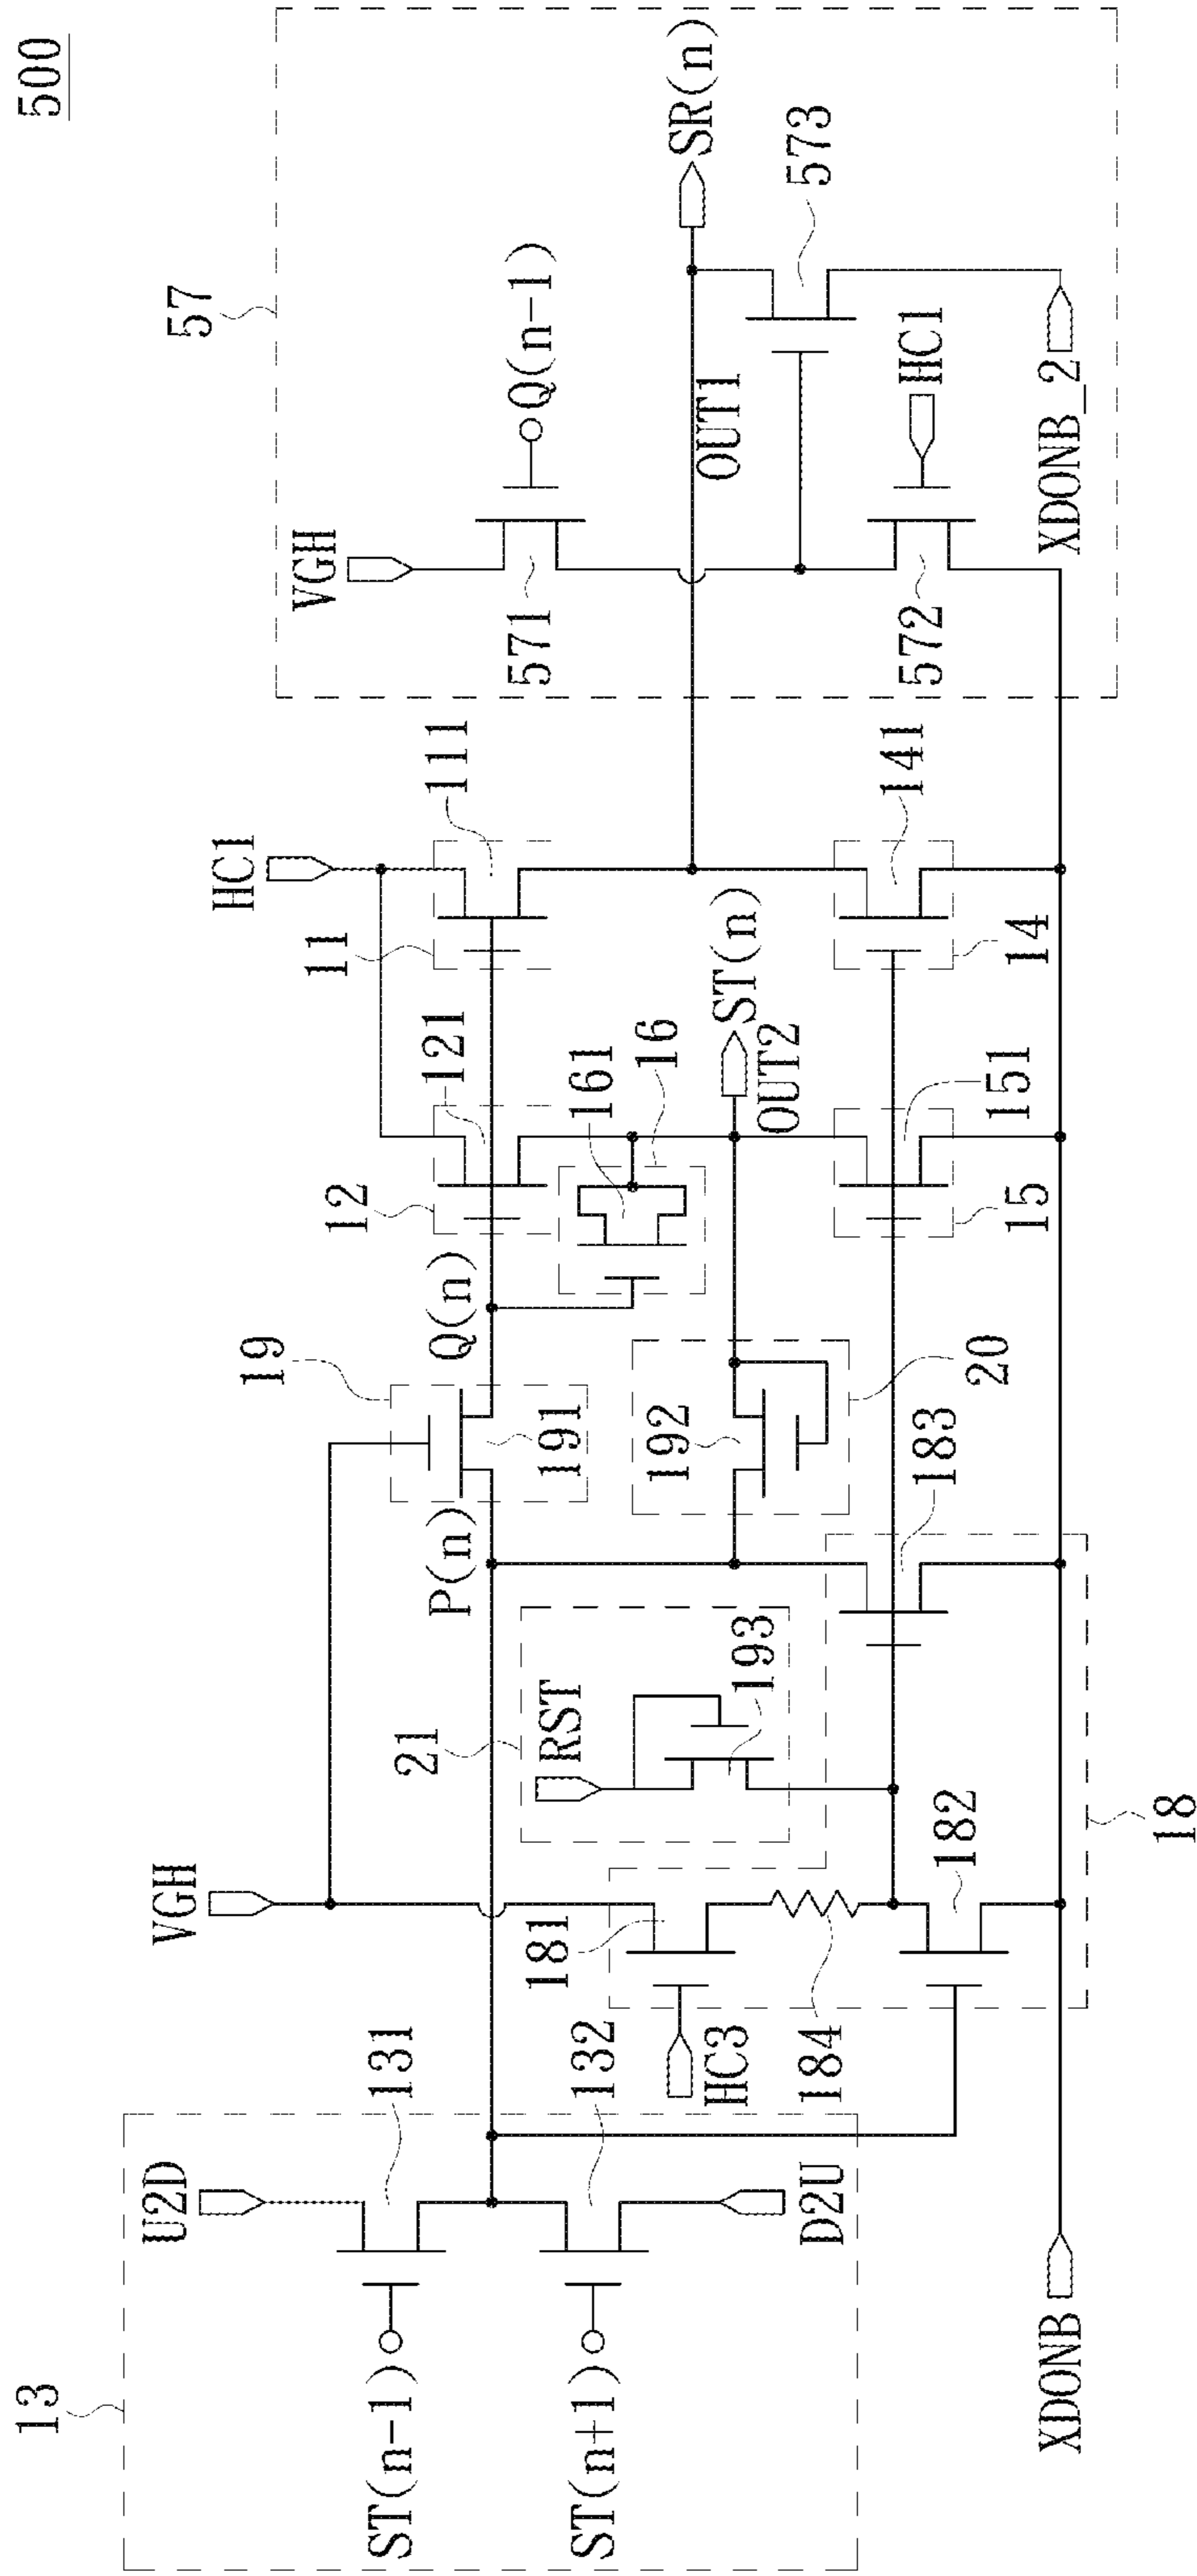 500
13
U2D
131
ST(n-1)
132
ST(n+1)
D2U
VGH
HC3
181
184
182
18
XDONB
21
RST
193
183
P(n)
19
191
Q(n)
192
20
12
121
161
16
ST(n)
OUT2
151
15
HC1
11
111
141
14
57
VGH
571
Q(n-1)
OUT1
SR(n)
573
572
HC1
XDONB_2